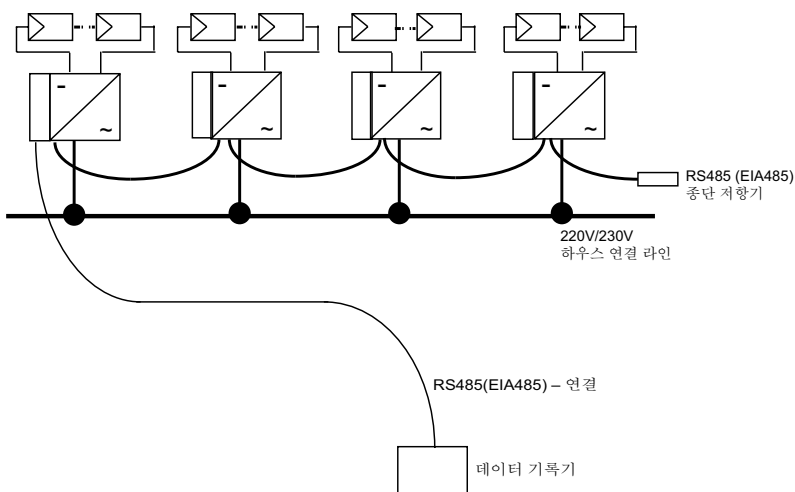 RS485 (EIA485)
종단 저항기
220V/230V
하우스 연결 라인
RS485(EIA485) – 연결
데이터 기록기